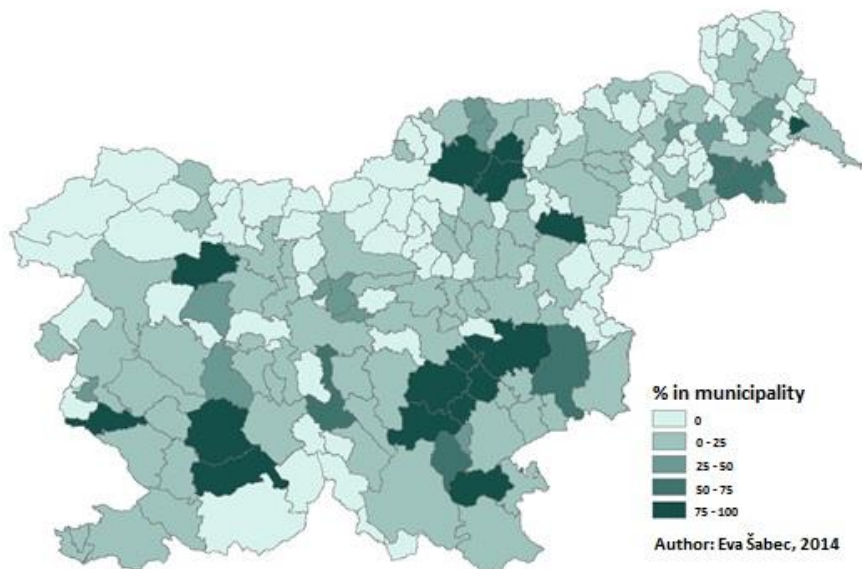 % in municipality
0
0 - 25
25 - 50
50 - 75
75 - 100
Author: Eva Šabec, 2014